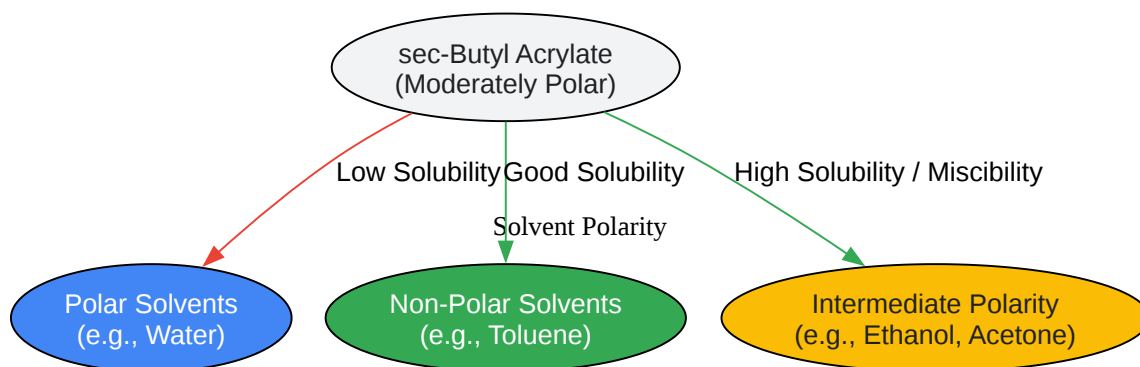 sec-Butyl Acrylate
(Moderately Polar)
Low Solubility
Good Solubility
High Solubility / Miscibility
Solvent Polarity
Polar Solvents
(e.g., Water)
Non-Polar Solvents
(e.g., Toluene)
Intermediate Polarity
(e.g., Ethanol, Acetone)